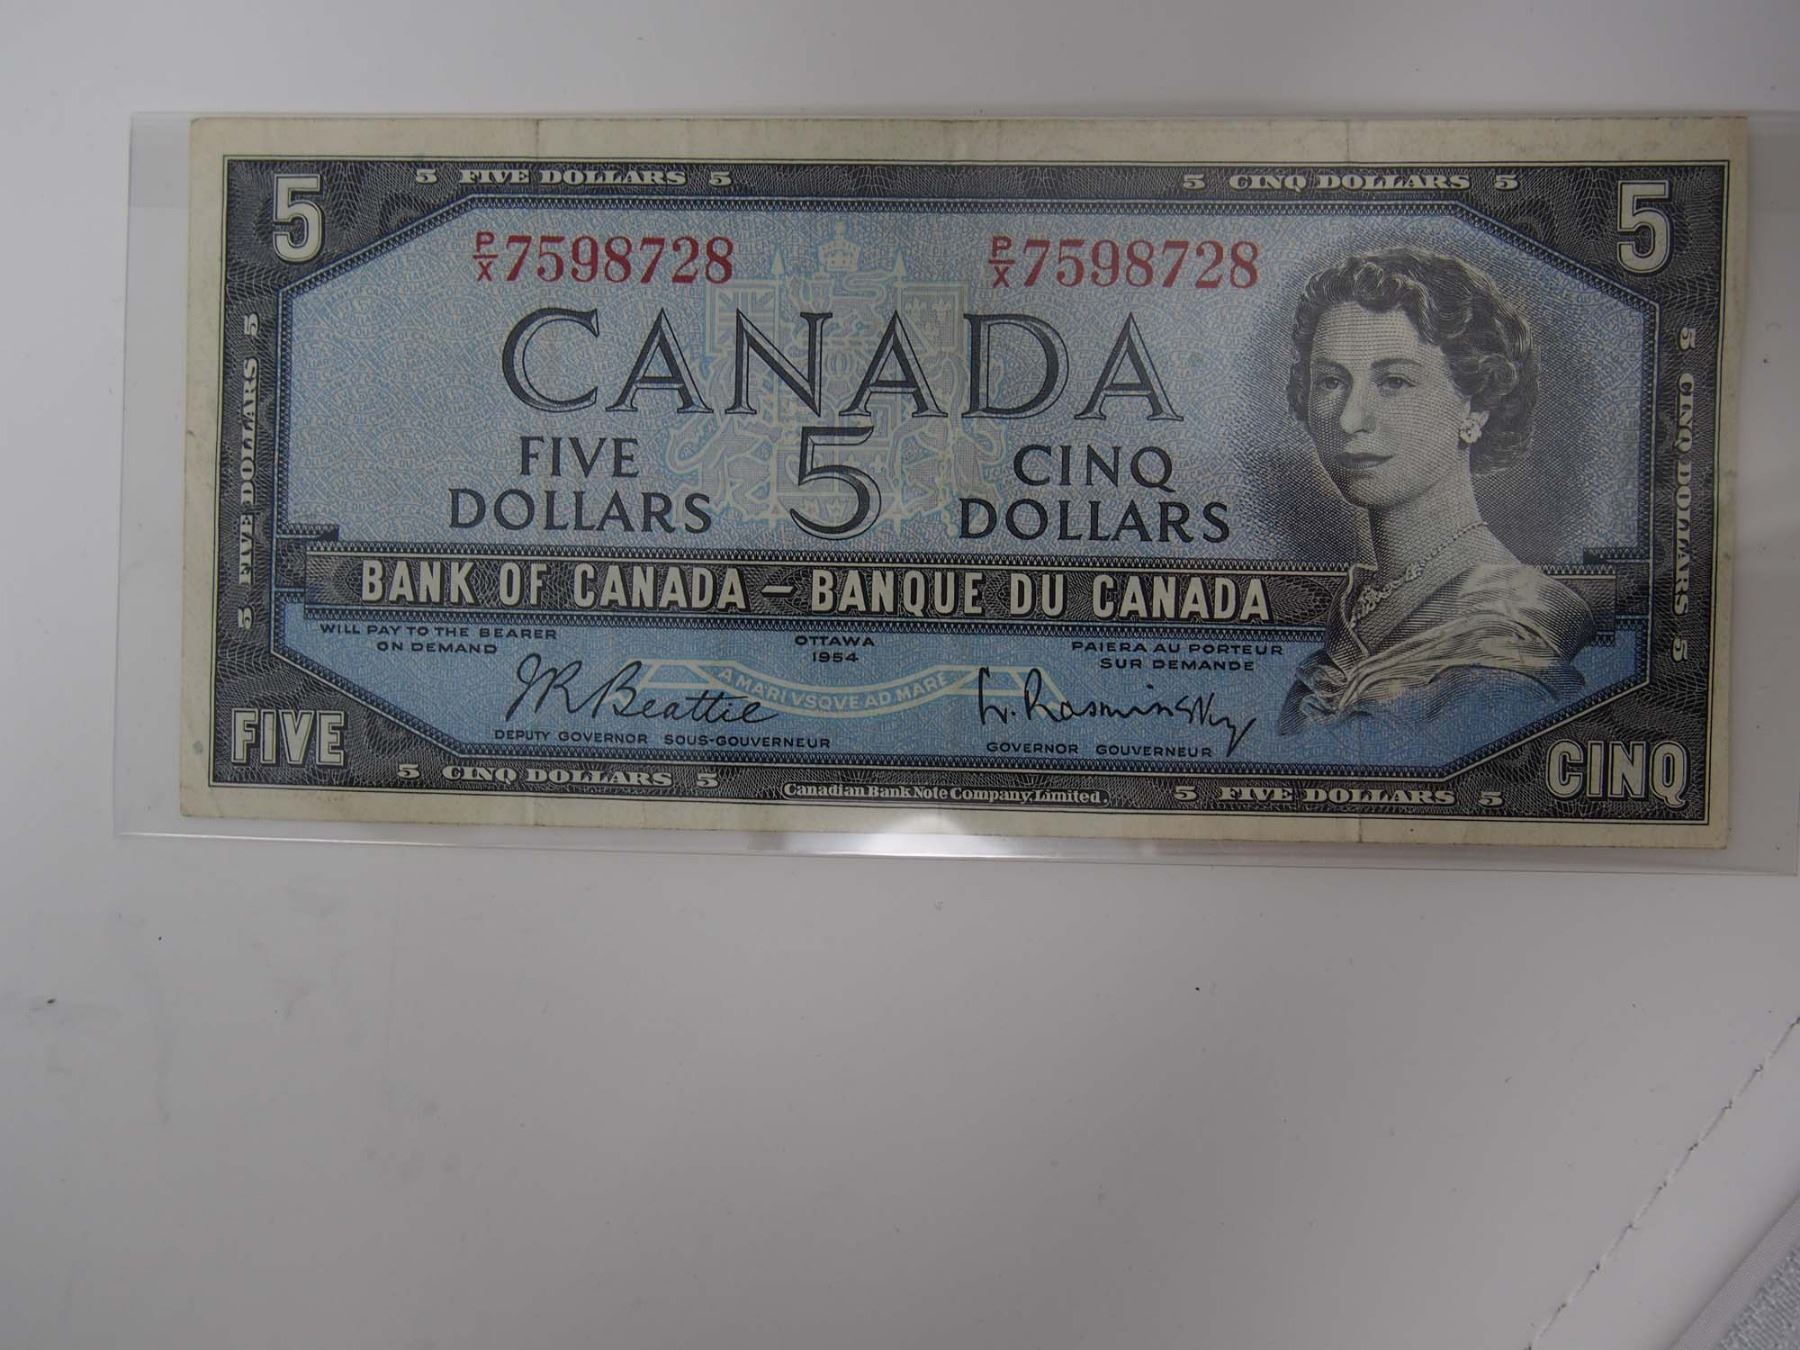 5 FIVE DOLLARS 5
5 CINQ DOLLARS 5
5
5
P/X 7598728
P/X 7598728
CANADA
FIVE DOLLARS
5
CINQ DOLLARS
5 FIVE DOLLARS 5
5 CINQ DOLLARS 5
BANK OF CANADA – BANQUE DU CANADA
WILL PAY TO THE BEARER
ON DEMAND
OTTAWA
1954
PAIERA AU PORTEUR
SUR DEMANDE
A MARI VSQVE AD MARE
JR Beattie
L. Rasminsky
DEPUTY GOVERNOR SOUS-GOUVERNEUR
GOVERNOR GOUVERNEUR
FIVE
CINQ
5 CINQ DOLLARS 5
Canadian Bank Note Company, Limited.
5 FIVE DOLLARS 5